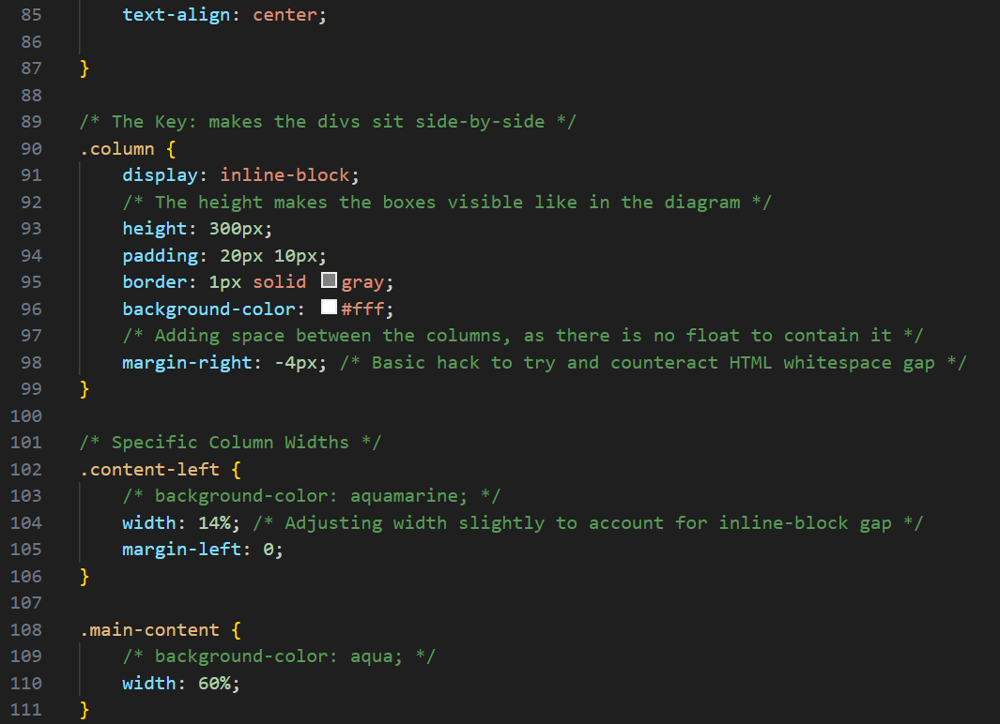 85 text-align: center;
86
87 }
88
89 /* The Key: makes the divs sit side-by-side */
90 .column {
91 display: inline-block;
92 /* The height makes the boxes visible like in the diagram */
93 height: 300px;
94 padding: 20px 10px;
95 border: 1px solid gray;
96 background-color: #fff;
97 /* Adding space between the columns, as there is no float to contain it */
98 margin-right: -4px; /* Basic hack to try and counteract HTML whitespace gap */
99 }
100
101 /* Specific Column Widths */
102 .content-left {
103 /* background-color: aquamarine; */
104 width: 14%; /* Adjusting width slightly to account for inline-block gap */
105 margin-left: 0;
106 }
107
108 .main-content {
109 /* background-color: aqua; */
110 width: 60%;
111 }